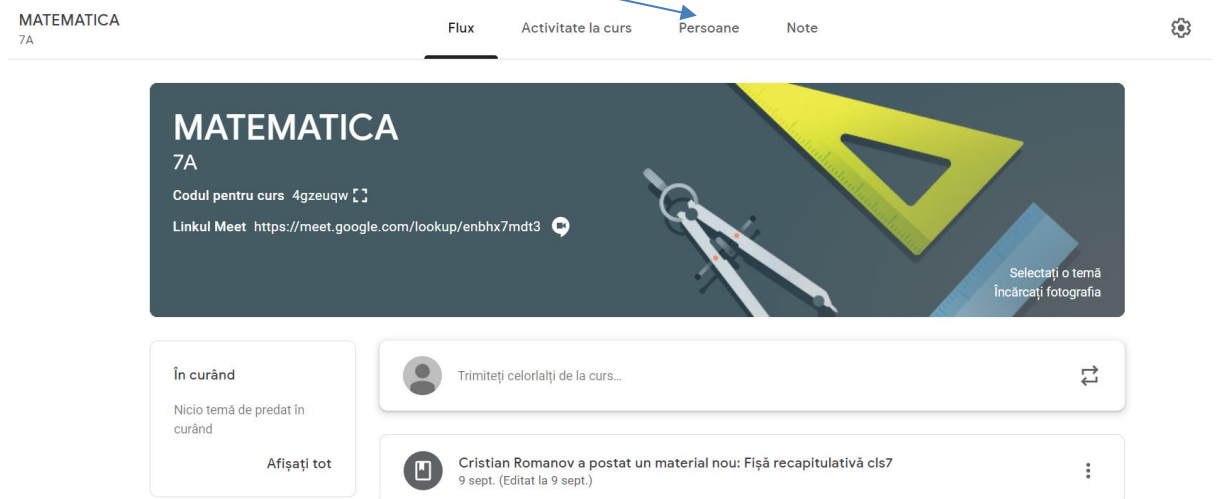 MATEMATICA
7A
Flux Activitate la curs Persoane Note
MATEMATICA
7A
Codul pentru curs 4gzeuqw
Linkul Meet https://meet.google.com/lookup/enbhx7mdt3
Selectați o temă
Încărcați fotografia
În curând
Nicio temă de predat în
curând
Afișați tot
Trimiteți celorlalți de la curs...
Cristian Romanov a postat un material nou: Fișă recapitulativă cls7
9 sept. (Editat la 9 sept.)